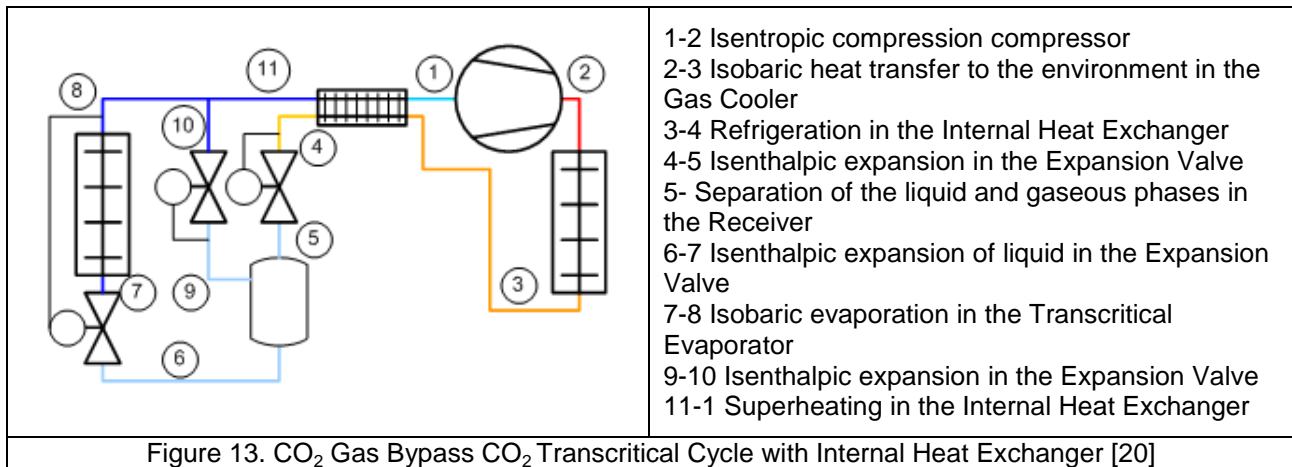 11
1
2
8
10
4
5
3
9
7
6
1-2 Isentropic compression compressor
2-3 Isobaric heat transfer to the environment in the
Gas Cooler
3-4 Refrigeration in the Internal Heat Exchanger
4-5 Isenthalpic expansion in the Expansion Valve
5- Separation of the liquid and gaseous phases in
the Receiver
6-7 Isenthalpic expansion of liquid in the Expansion
Valve
7-8 Isobaric evaporation in the Transcritical
Evaporator
9-10 Isenthalpic expansion in the Expansion Valve
11-1 Superheating in the Internal Heat Exchanger
Figure 13. CO₂ Gas Bypass CO₂ Transcritical Cycle with Internal Heat Exchanger [20]